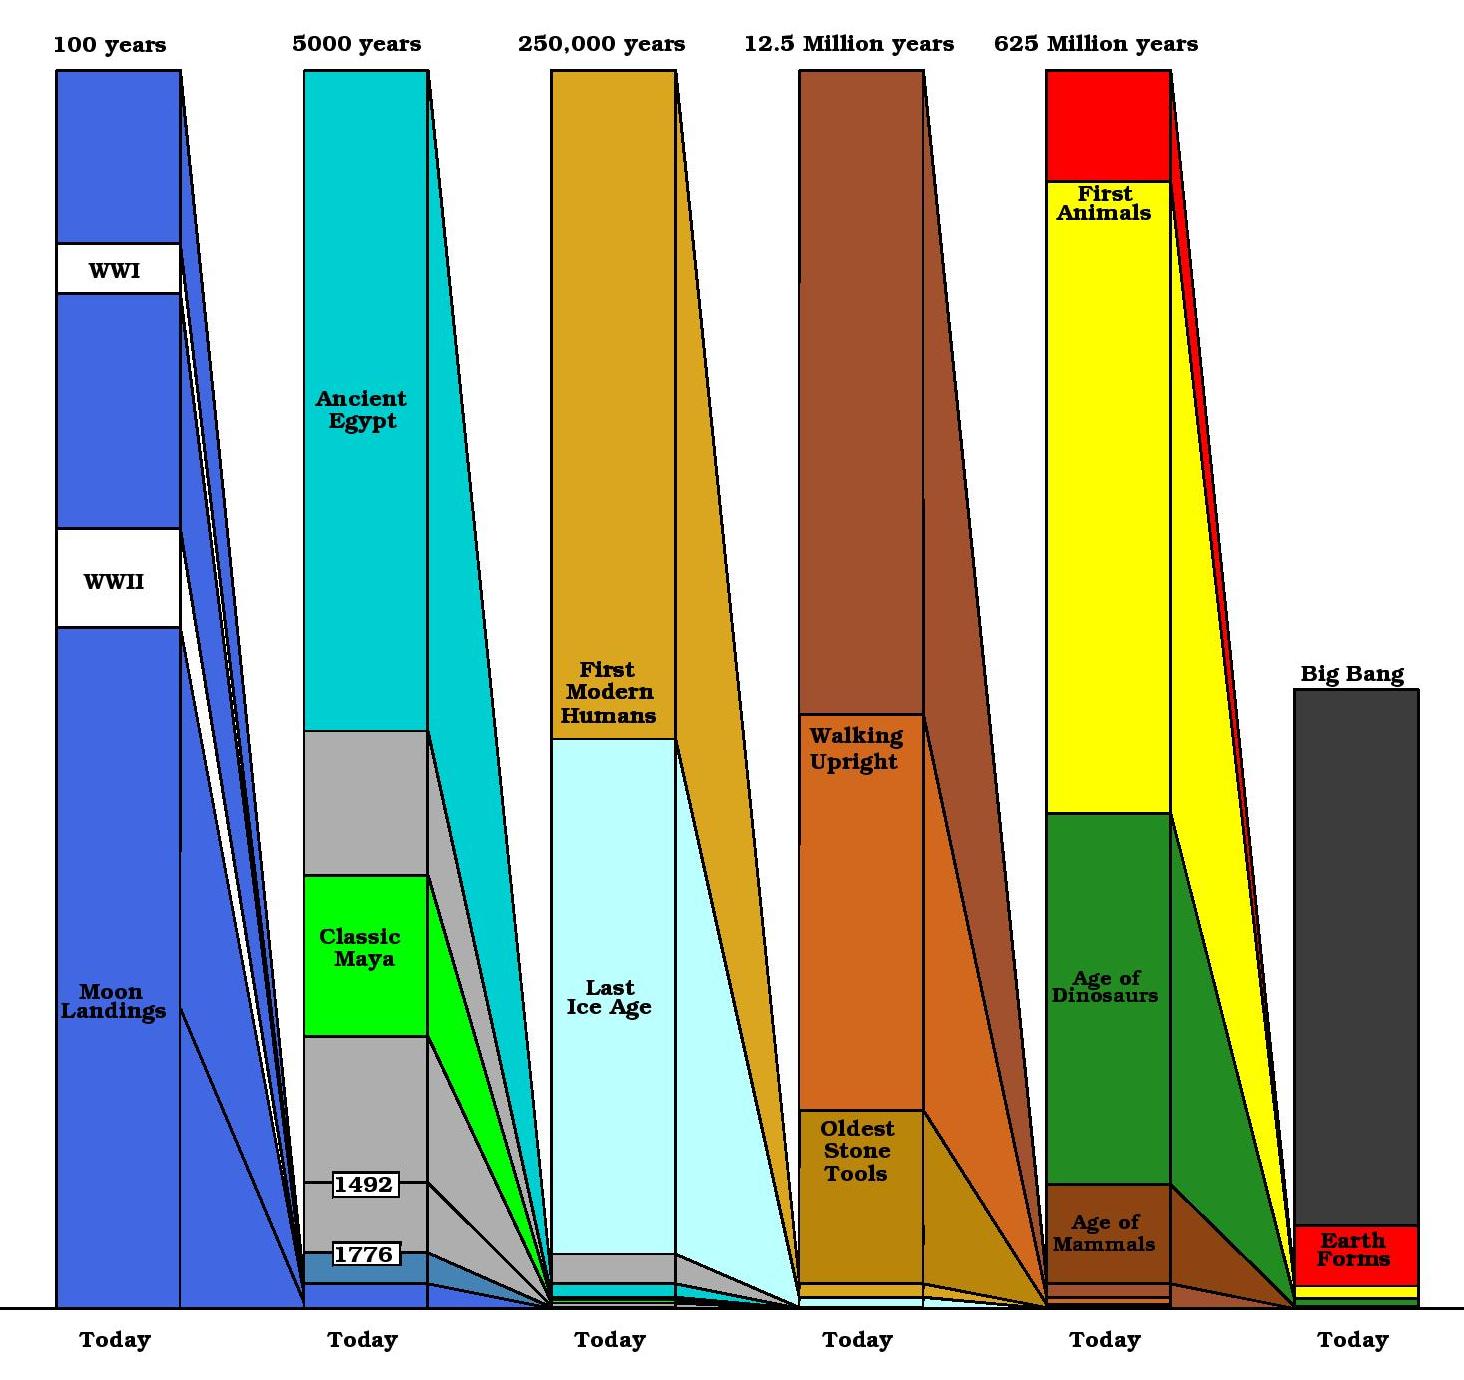 100 years
5000 years
250,000 years
12.5 Million years
625 Million years
WWI
WWII
Moon
Landings
Ancient
Egypt
Classic
Maya
1492
1776
First
Modern
Humans
Last
Ice Age
Walking
Upright
Oldest
Stone
Tools
First
Animals
Age of
Dinosaurs
Age of
Mammals
Big Bang
Earth
Forms
Today
Today
Today
Today
Today
Today